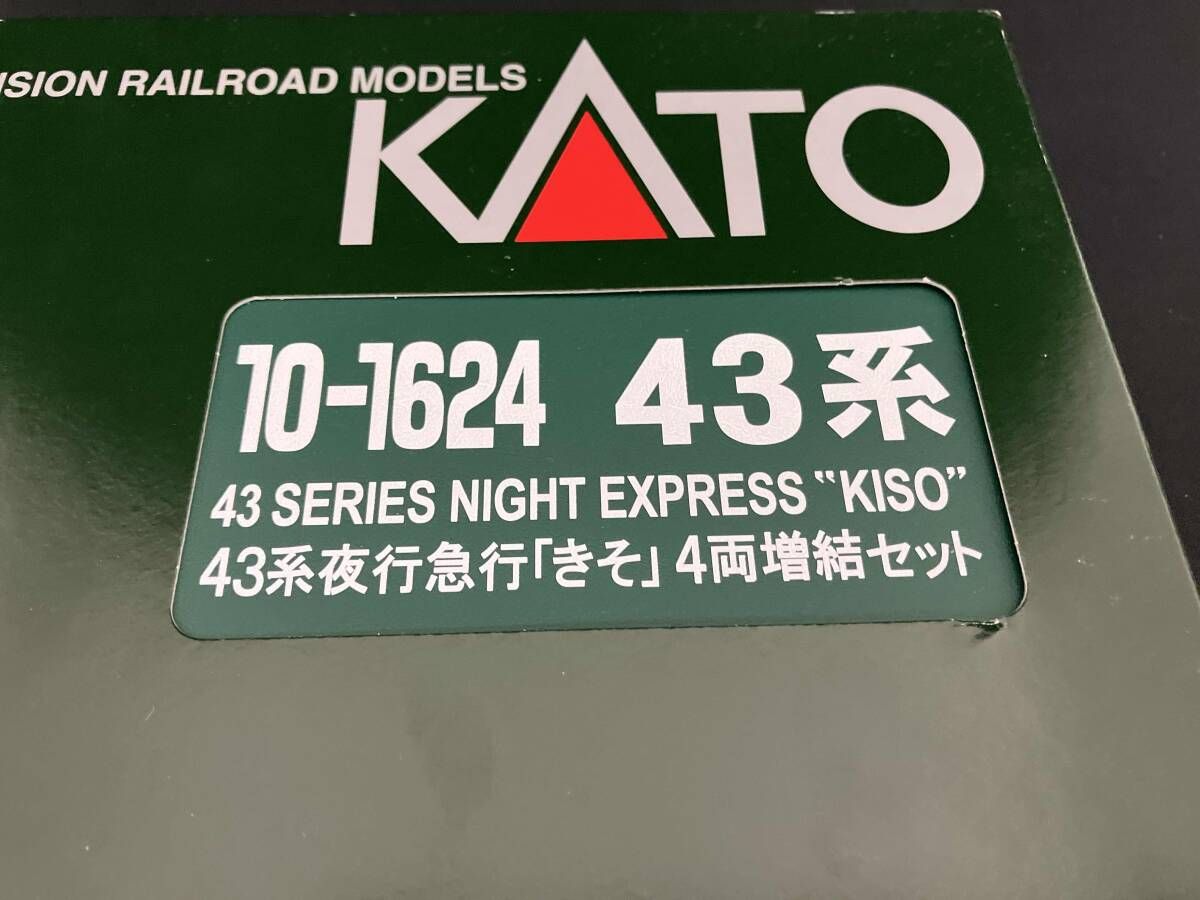 RAILROAD MODELS
KATO
10-1624 43系
43 SERIES NIGHT EXPRESS "KISO"
43系夜行急行「きそ」4両増結セット